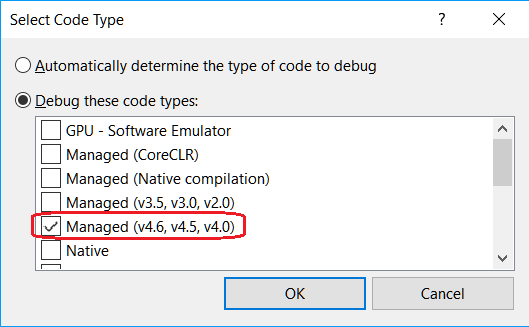 Select Code Type
Automatically determine the type of code to debug
Debug these code types:
GPU - Software Emulator
Managed (CoreCLR)
Managed (Native compilation)
Managed (v3.5, v3.0, v2.0)
Managed (v4.6, v4.5, v4.0)
Native
OK Cancel